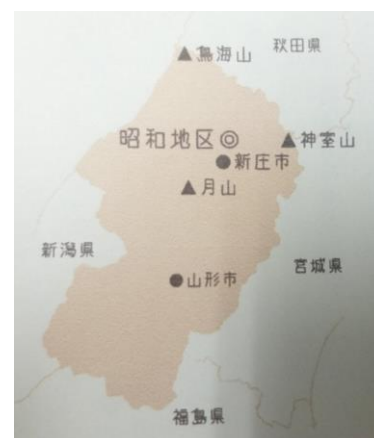 秋田県
▲鳥海山
昭和地区◎
▲神室山
●新庄市
▲月山
新潟県
宮城県
●山形市
福島県